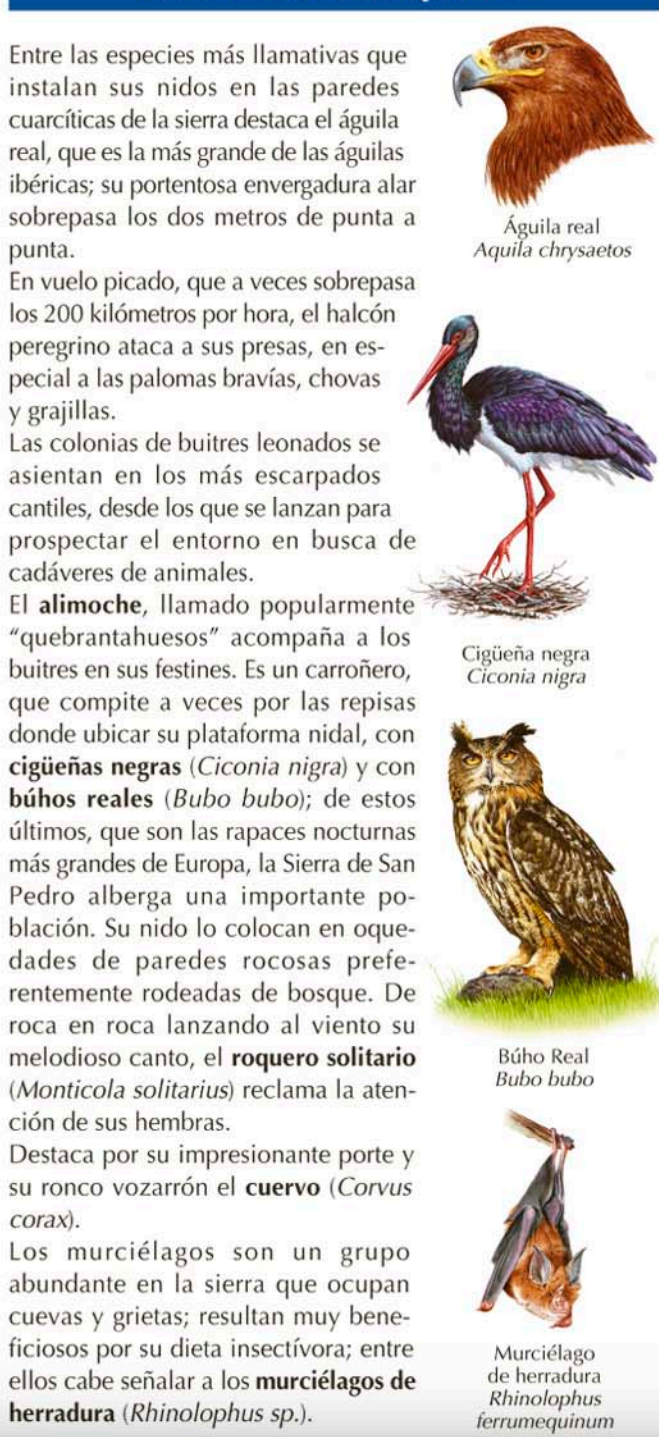 Entre las especies más llamativas que
instalan sus nidos en las paredes
cuarcíticas de la sierra destaca el águila
real, que es la más grande de las águilas
ibéricas; su portentosa envergadura alar
sobrepasa los dos metros de punta a
punta.
En vuelo picado, que a veces sobrepasa
los 200 kilómetros por hora, el halcón
peregrino ataca a sus presas, en es-
pecial a las palomas bravías, chovas
y grajillas.
Las colonias de buitres leonados se
asientan en los más escarpados
cantiles, desde los que se lanzan para
prospectar el entorno en busca de
cadáveres de animales.
El alimoche, llamado popularmente
“quebrantahuesos” acompaña a los
buitres en sus festines. Es un carroñero,
que compite a veces por las repisas
donde ubicar su plataforma nidal, con
cigüeñas negras (Ciconia nigra) y con
búhos reales (Bubo bubo); de estos
últimos, que son las rapaces nocturnas
más grandes de Europa, la Sierra de San
Pedro alberga una importante po-
blación. Su nido lo colocan en oque-
dades de paredes rocosas prefe-
rentemente rodeadas de bosque. De
roca en roca lanzando al viento su
melodioso canto, el roquero solitario
(Monticola solitarius) reclama la aten-
ción de sus hembras.
Destaca por su impresionante porte y
su ronco vozarrón el cuervo (Corvus
corax).
Los murciélagos son un grupo
abundante en la sierra que ocupan
cuevas y grietas; resultan muy bene-
ficiosos por su dieta insectívora; entre
ellos cabe señalar a los murciélagos de
herradura (Rhinolophus sp.).
Águila real
Aquila chrysaetos
Cigüeña negra
Ciconia nigra
Búho Real
Bubo bubo
Murciélago
de herradura
Rhinolophus
ferrumequinum